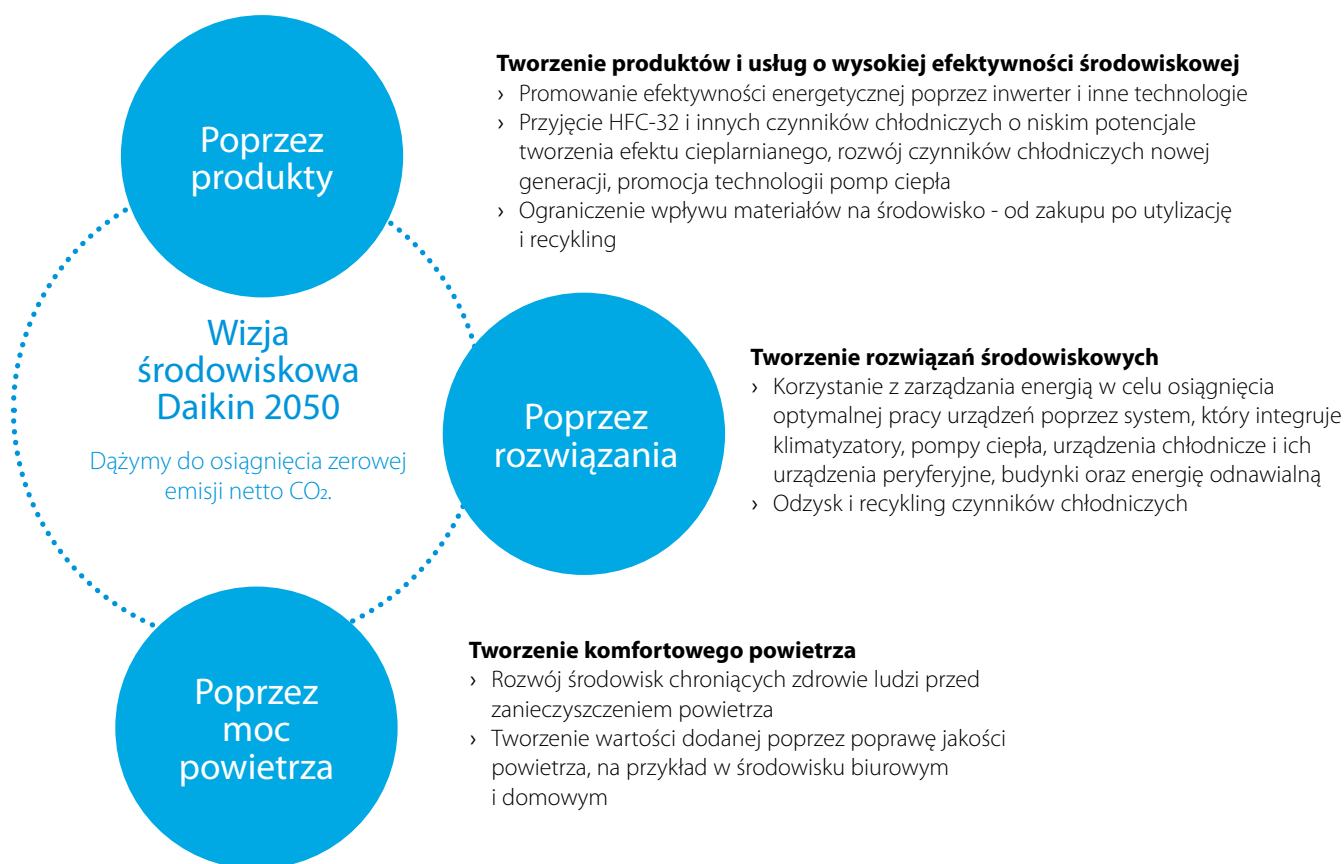 Poprzez
produkty
Tworzenie produktów i usług o wysokiej efektywności środowiskowej
› Promowanie efektywności energetycznej poprzez inwerter i inne technologie
› Przyjęcie HFC-32 i innych czynników chłodniczych o niskim potencjale
tworzenia efektu cieplarnianego, rozwój czynników chłodniczych nowej
generacji, promocja technologii pomp ciepła
› Ograniczenie wpływu materiałów na środowisko - od zakupu po utylizację
i recykling
Wizja
środowiskowa
Daikin 2050
Dążymy do osiągnięcia zerowej
emisji netto CO₂.
Poprzez
rozwiązania
Tworzenie rozwiązań środowiskowych
› Korzystanie z zarządzania energią w celu osiągnięcia
optymalnej pracy urządzeń poprzez system, który integruje
klimatyzatory, pompy ciepła, urządzenia chłodnicze i ich
urządzenia peryferyjne, budynki oraz energię odnawialną
› Odzysk i recykling czynników chłodniczych
Poprzez
moc
powietrza
Tworzenie komfortowego powietrza
› Rozwój środowisk chroniących zdrowie ludzi przed
zanieczyszczeniem powietrza
› Tworzenie wartości dodanej poprzez poprawę jakości
powietrza, na przykład w środowisku biurowym
i domowym